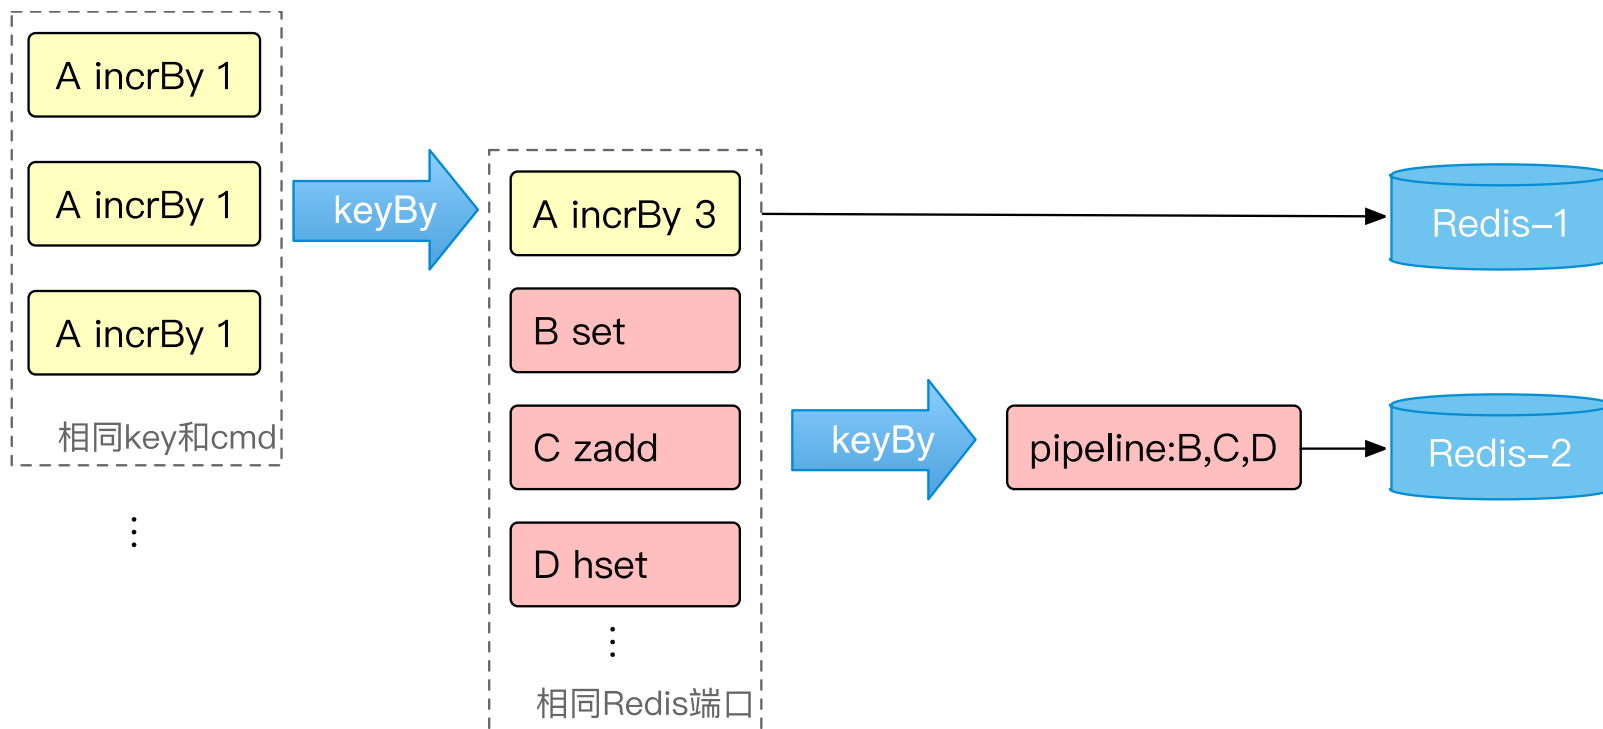 A incrBy 1
A incrBy 1
A incrBy 1
相同key和cmd
⋮
keyBy
A incrBy 3
B set
C zadd
D hset
⋮
相同Redis端口
keyBy
pipeline:B,C,D
Redis-1
Redis-2